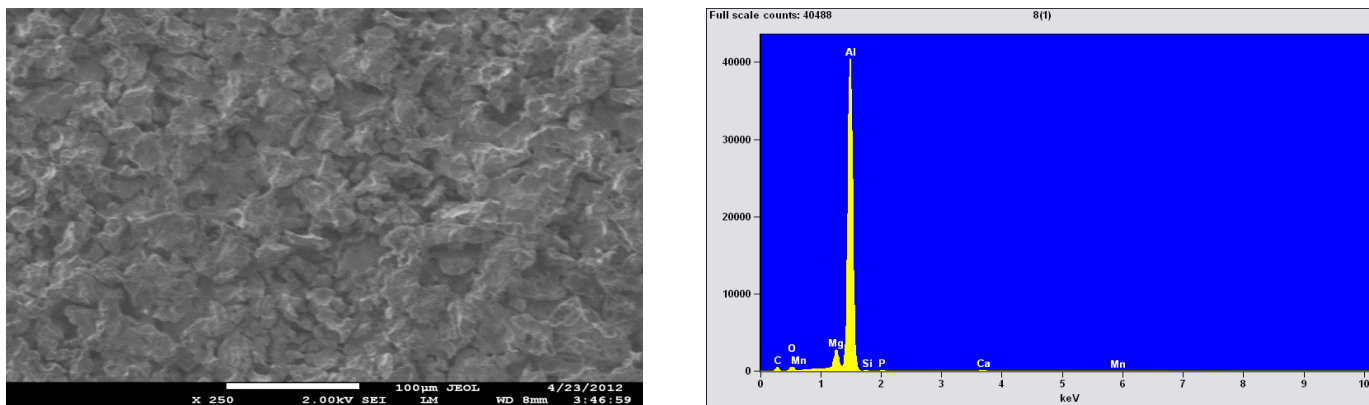 100μm JEOL 4/23/2012
X 250 2.00kV SEI LM WD 8mm 3:46:59
Full scale counts: 40488 8(1)
Al
40000
30000
20000
10000
Mg
O
C Mn Si P Ca Mn
0
0 1 2 3 4 5 6 7 8 9 10
keV